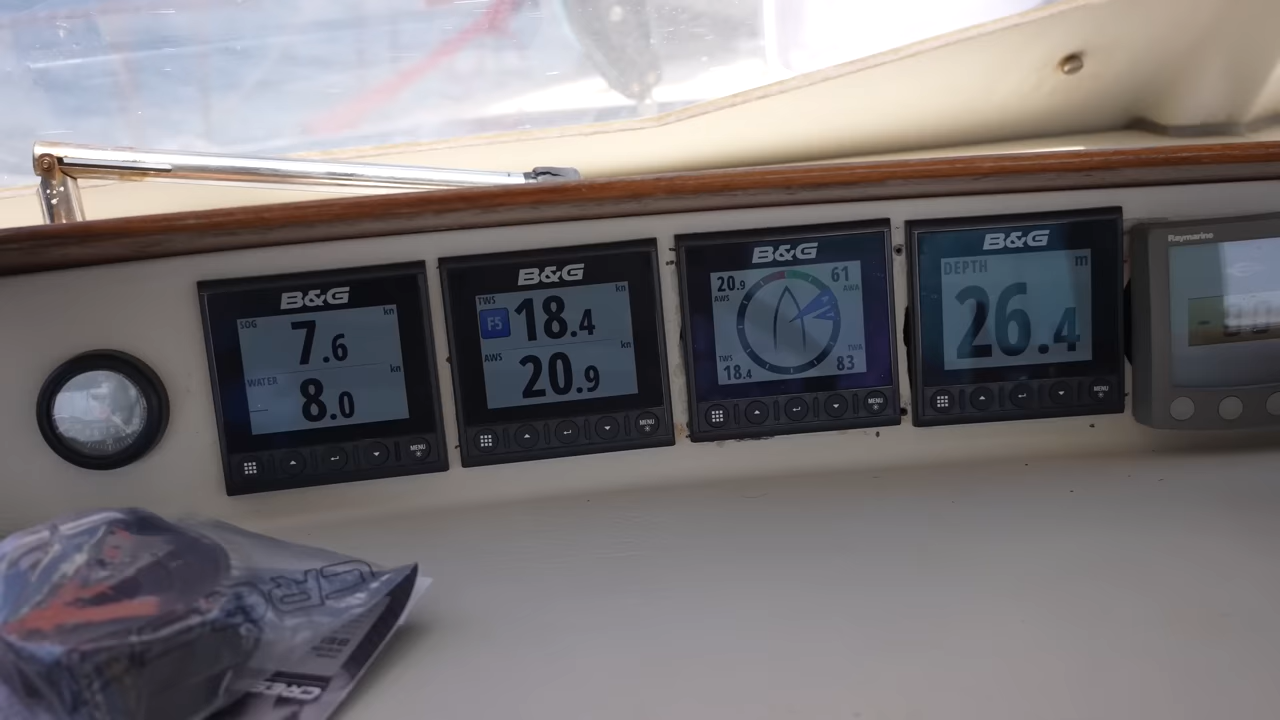 B&G
SOG
kn
7.6
WATER
kn
8.0
MENU
B&G
TWS
kn
F5
18.4
AWS
kn
20.9
MENU
B&G
20.9
AWS
61
AWA
TWS
18.4
TWA
83
MENU
B&G
DEPTH
m
26.4
MENU
Raymarine